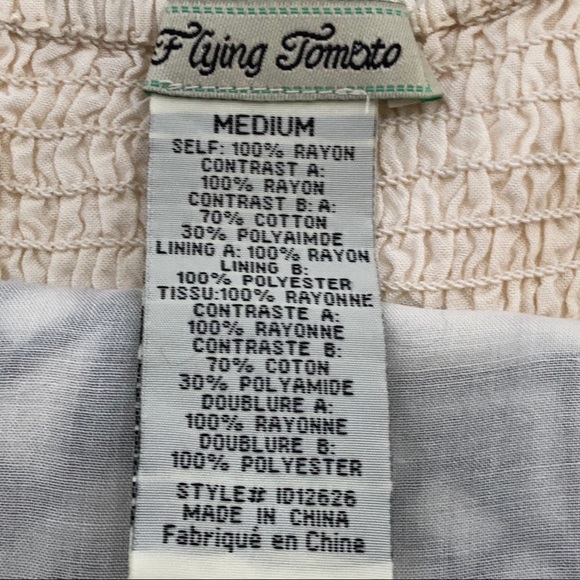 Flying Tomato
MEDIUM
SELF: 100% RAYON
CONTRAST A:
100% RAYON
CONTRAST B: A:
70% COTTON
30% POLYAIMDE
LINING A: 100% RAYON
LINING B:
100% POLYESTER
TISSU:100% RAYONNE
CONTRASTE A:
100% RAYONNE
CONTRASTE B:
70% COTON
30% POLYAMIDE
DOUBLURE A:
100% RAYONNE
DOUBLURE B:
100% POLYESTER
STYLE# ID12626
MADE IN CHINA
Fabriqué en Chine